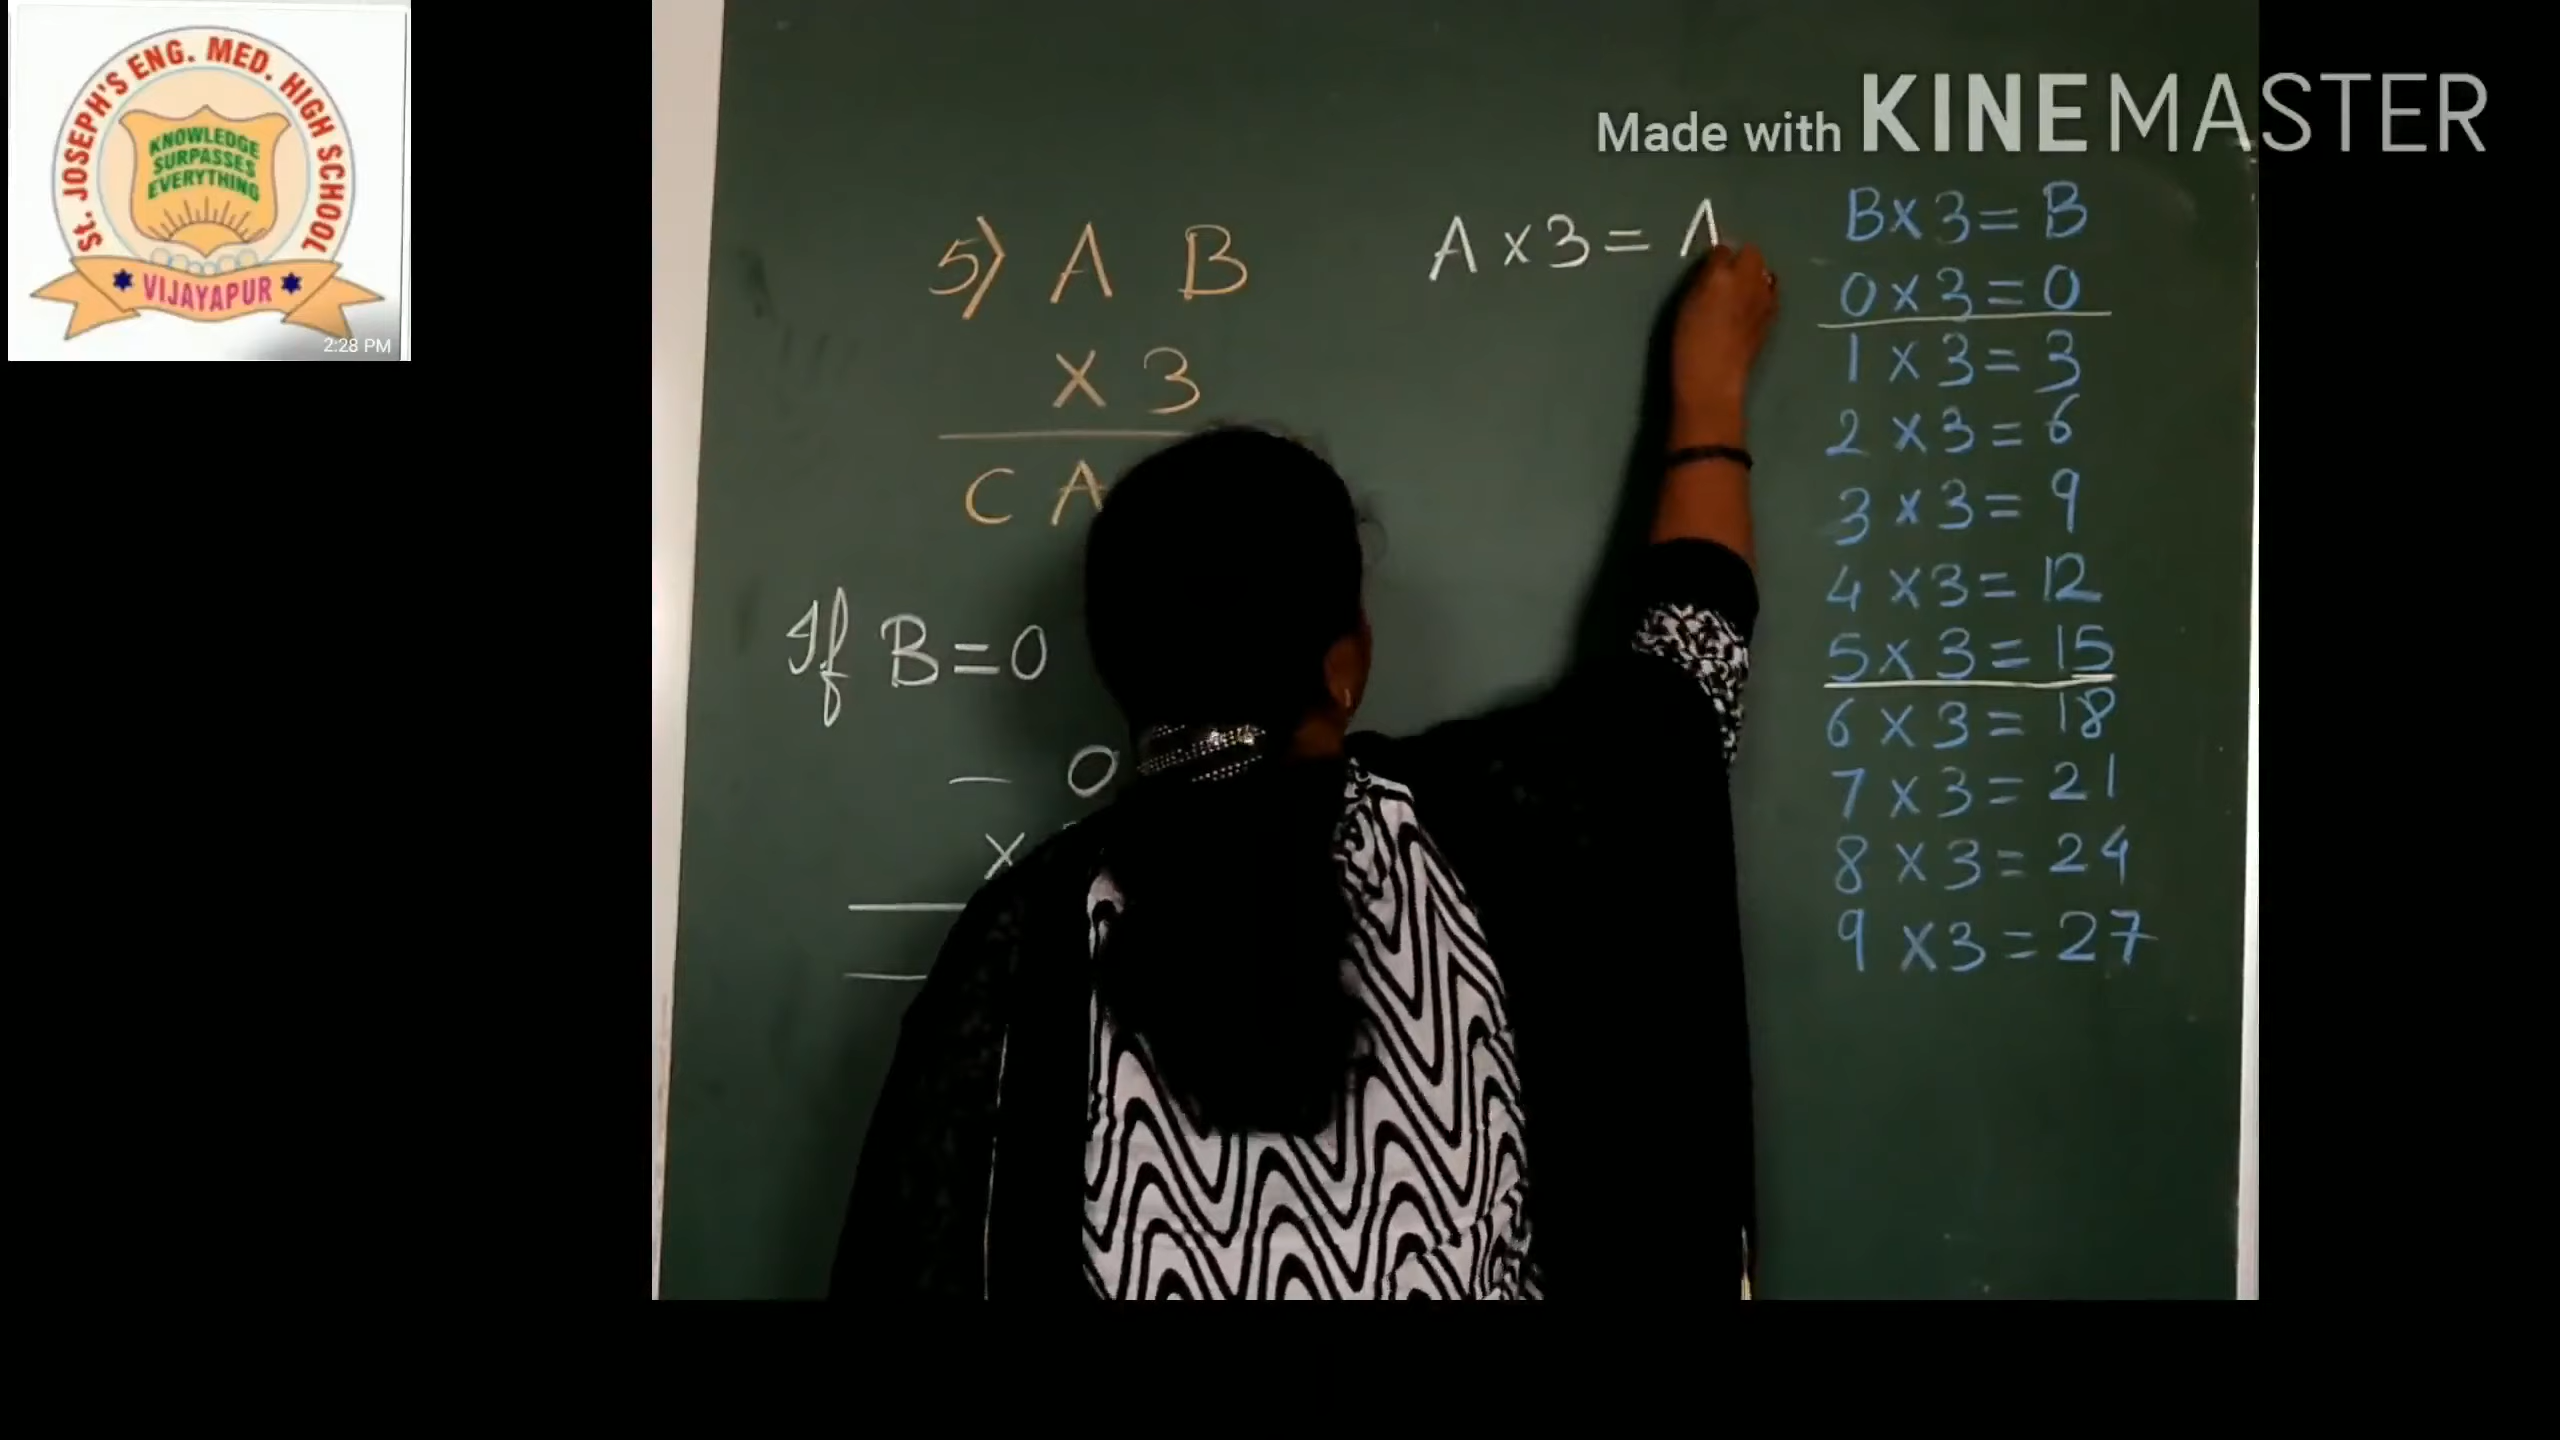 St. JOSEPH'S ENG. MED. HIGH SCHOOL
KNOWLEDGE
SURPASSES
EVERYTHING
VIJAYAPUR
2:28 PM
Made with KINEMASTER
5) A B
× 3
C A
If B = 0
— 0
×
A × 3 = A
B × 3 = B
0 × 3 = 0
1 × 3 = 3
2 × 3 = 6
3 × 3 = 9
4 × 3 = 12
5 × 3 = 15
6 × 3 = 18
7 × 3 = 21
8 × 3 = 24
9 × 3 = 27